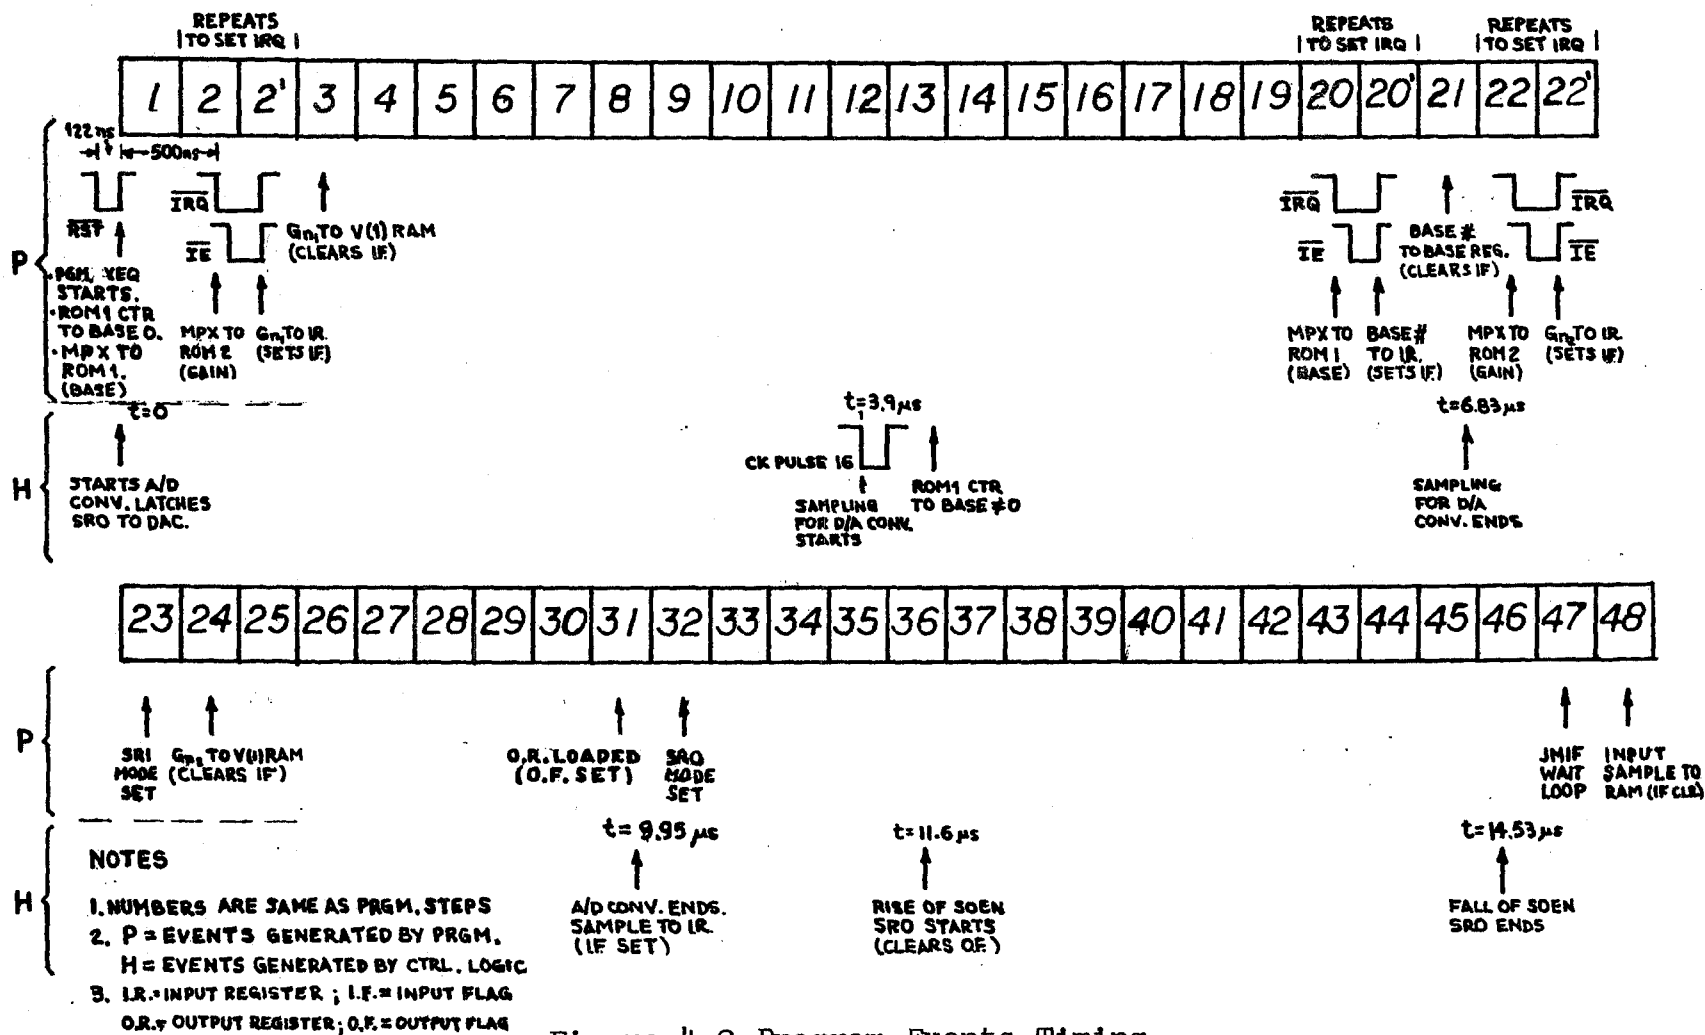 REPEATS
TO SET IRQ
REPEATS
TO SET IRQ
REPEATS
TO SET IRQ
1 2 2' 3 4 5 6 7 8 9 10 11 12 13 14 15 16 17 18 19 20 20' 21 22 22'
P
122 ns
500ns
RST
PGM. XEQ
STARTS.
• ROM1 CTR
TO BASE 0.
• MPX TO
ROM 1.
(BASE)
IRQ
IE
MPX TO
ROM 2
(GAIN)
Gn1 TO IR.
(SETS IF.)
Gn1 TO V(1) RAM
(CLEARS IF.)
IRQ
IE
MPX TO
ROM 1
(BASE)
BASE #
TO IR.
(SETS IF.)
BASE #
TO BASE REG.
(CLEARS IF)
IRQ
IE
MPX TO
ROM2
(GAIN)
Gn2 TO IR.
(SETS IF.)
H
t=0
STARTS A/D
CONV. LATCHES
SRO TO DAC.
t=3.9μs
CK PULSE 16
SAMPLING
FOR D/A CONV.
STARTS
ROM1 CTR
TO BASE ≠ 0
t=6.83μs
SAMPLING
FOR D/A
CONV. ENDS
23 24 25 26 27 28 29 30 31 32 33 34 35 36 37 38 39 40 41 42 43 44 45 46 47 48
P
SRI
MODE
SET
TO V(1) RAM
(CLEARS IF)
O.R. LOADED
(O.F. SET)
SRO
MODE
SET
JMIF
WAIT
LOOP
INPUT
SAMPLE TO
RAM (IF CLR)
H
t= 9.95 μs
A/D CONV. ENDS.
SAMPLE TO IR.
(IF SET)
t=11.6 μs
RISE OF SOEN
SRO STARTS
(CLEARS OF.)
t=14.53μs
FALL OF SOEN
SRO ENDS
NOTES
1. NUMBERS ARE SAME AS PRGM. STEPS
2. P = EVENTS GENERATED BY PRGM.
H = EVENTS GENERATED BY CTRL. LOGIC
3. I.R. = INPUT REGISTER ; I.F. = INPUT FLAG
O.R. = OUTPUT REGISTER; O.F. = OUTPUT FLAG
Program Events Timing